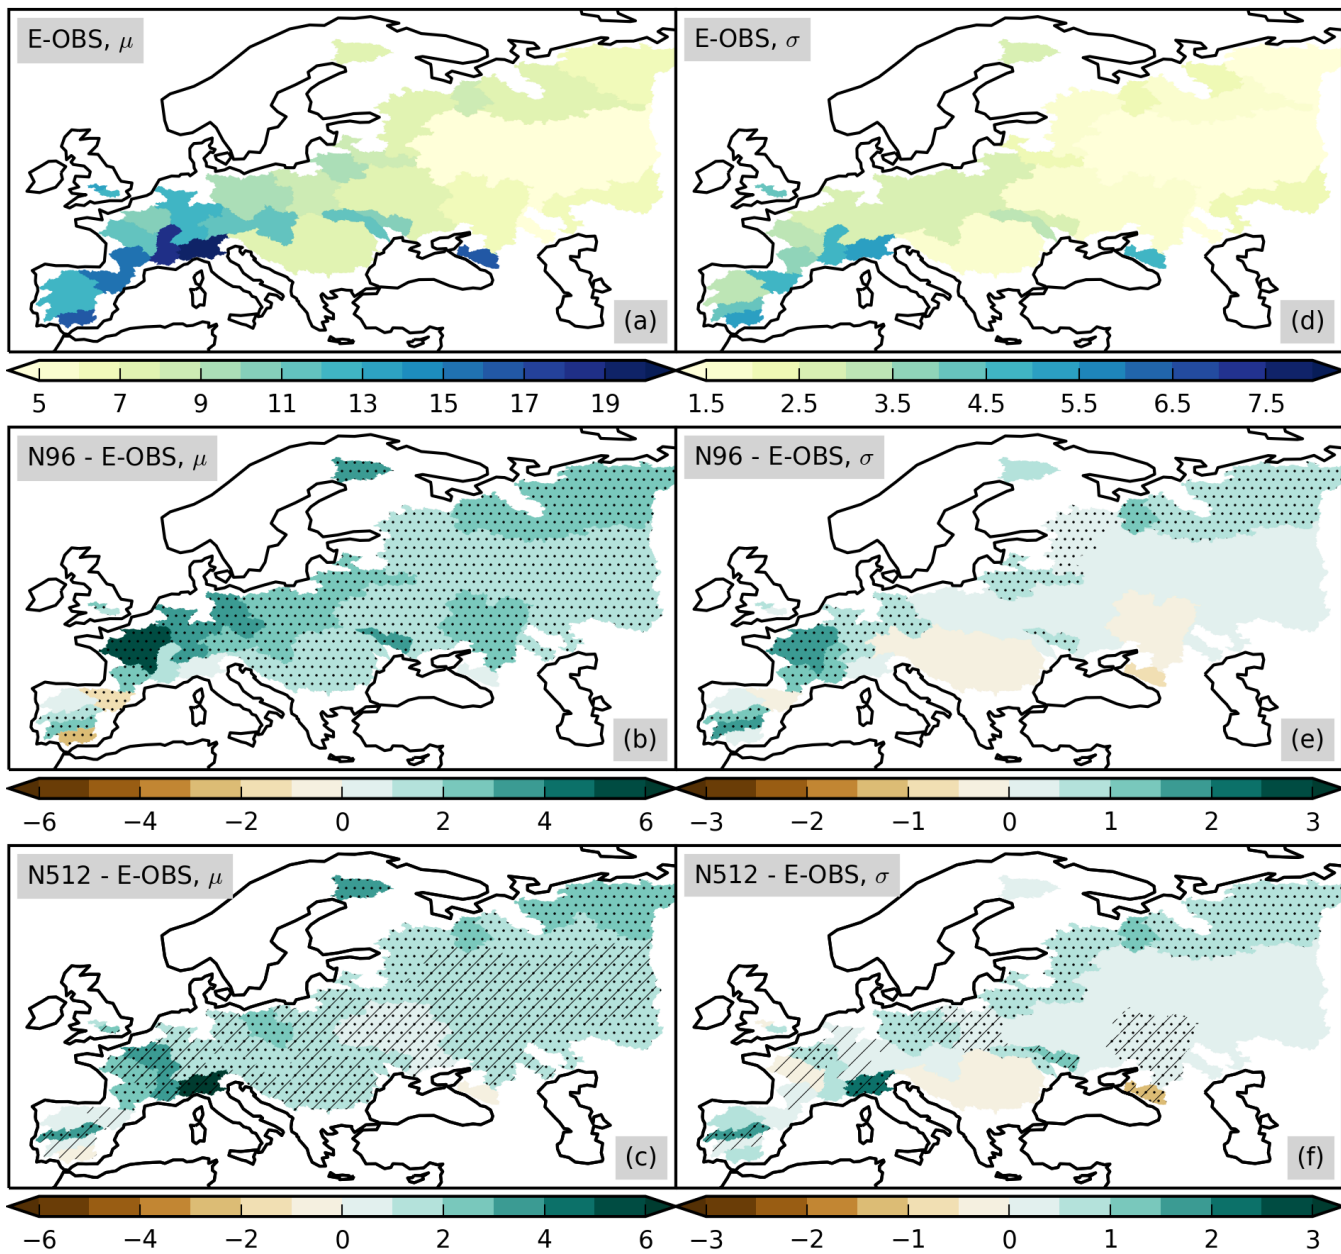 E-OBS, μ
E-OBS, σ
(a)
(d)
5 7 9 11 13 15 17 19
1.5 2.5 3.5 4.5 5.5 6.5 7.5
N96 - E-OBS, μ
N96 - E-OBS, σ
(b)
(e)
−6 −4 −2 0 2 4 6
−3 −2 −1 0 1 2 3
N512 - E-OBS, μ
N512 - E-OBS, σ
(c)
(f)
−6 −4 −2 0 2 4 6
−3 −2 −1 0 1 2 3